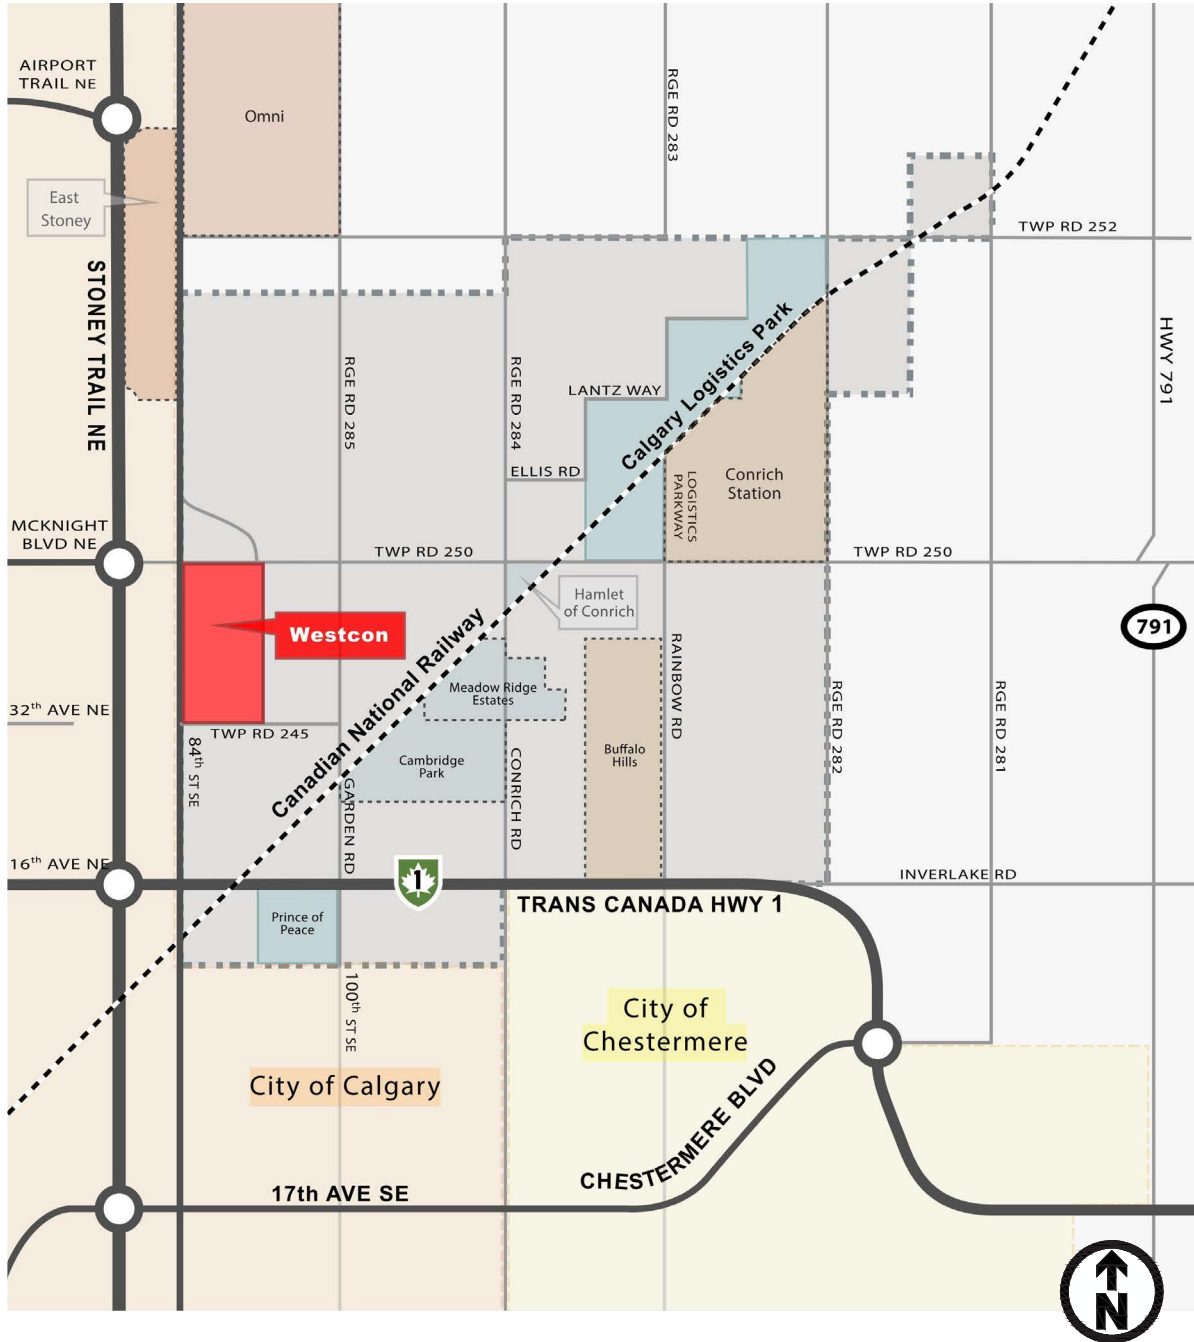 AIRPORT
TRAIL NE
Omni
RGE RD 283
East
Stoney
TWP RD 252
STONEY TRAIL NE
HWY 791
Calgary Logistics Park
RGE RD 285
RGE RD 284
LANTZ WAY
ELLIS RD
LOGISTICS
PARKWAY
Conrich
Station
MCKNIGHT
BLVD NE
TWP RD 250
TWP RD 250
Hamlet
of Conrich
Westcon
791
Canadian National Railway
RAINBOW RD
Meadow Ridge
Estates
RGE RD 282
RGE RD 281
32th AVE NE
TWP RD 245
84th ST SE
Cambridge
Park
Buffalo
Hills
CONRICH RD
GARDEN RD
16th AVE NE
1
INVERLAKE RD
TRANS CANADA HWY 1
Prince of
Peace
100th ST SE
City of
Chestermere
City of Calgary
CHESTERMERE BLVD
17th AVE SE
N